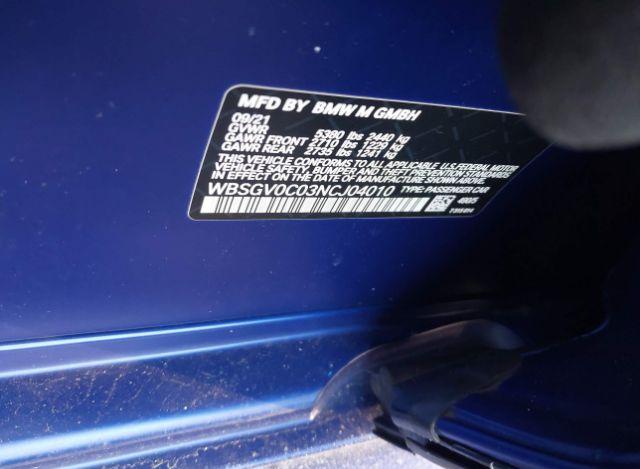 MFD BY BMW M GMBH
09/21
GVWR 5380 lbs 2440 kg
GAWR FRONT 2710 lbs 1229 kg
GAWR REAR 2735 lbs 1241 kg
THIS VEHICLE CONFORMS TO ALL APPLICABLE U.S. FEDERAL MOTOR
VEHICLE SAFETY, BUMPER AND THEFT PREVENTION STANDARDS
IN EFFECT ON THE DATE OF MANUFACTURE SHOWN ABOVE.
WBSGV0C03NCJ04010 TYPE: PASSENGER CAR